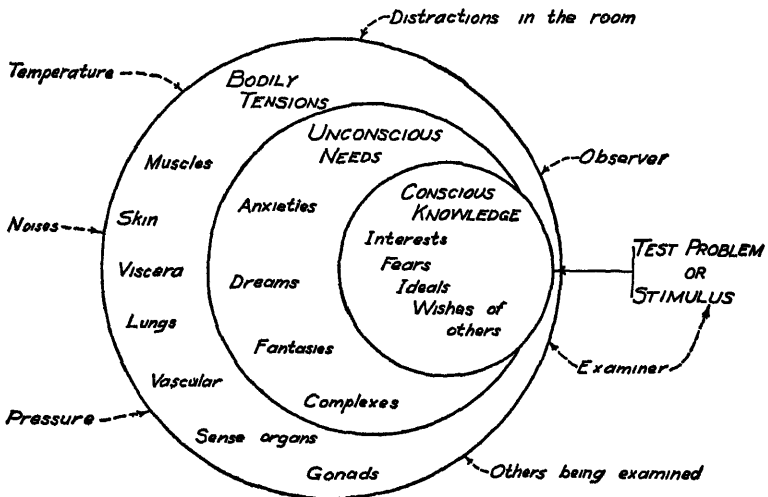 Distractions in the room
Temperature
BODILY
TENSIONS
UNCONSCIOUS
NEEDS
Muscles
Observer
CONSCIOUS
KNOWLEDGE
Anxieties
Skin
Noises
Interests
TEST PROBLEM
OR
STIMULUS
Fears
Viscera
Dreams
Ideals
Wishes of
others
Lungs
Fantasies
Examiner
Vascular
Complexes
Pressure
Sense organs
Gonads
Others being examined